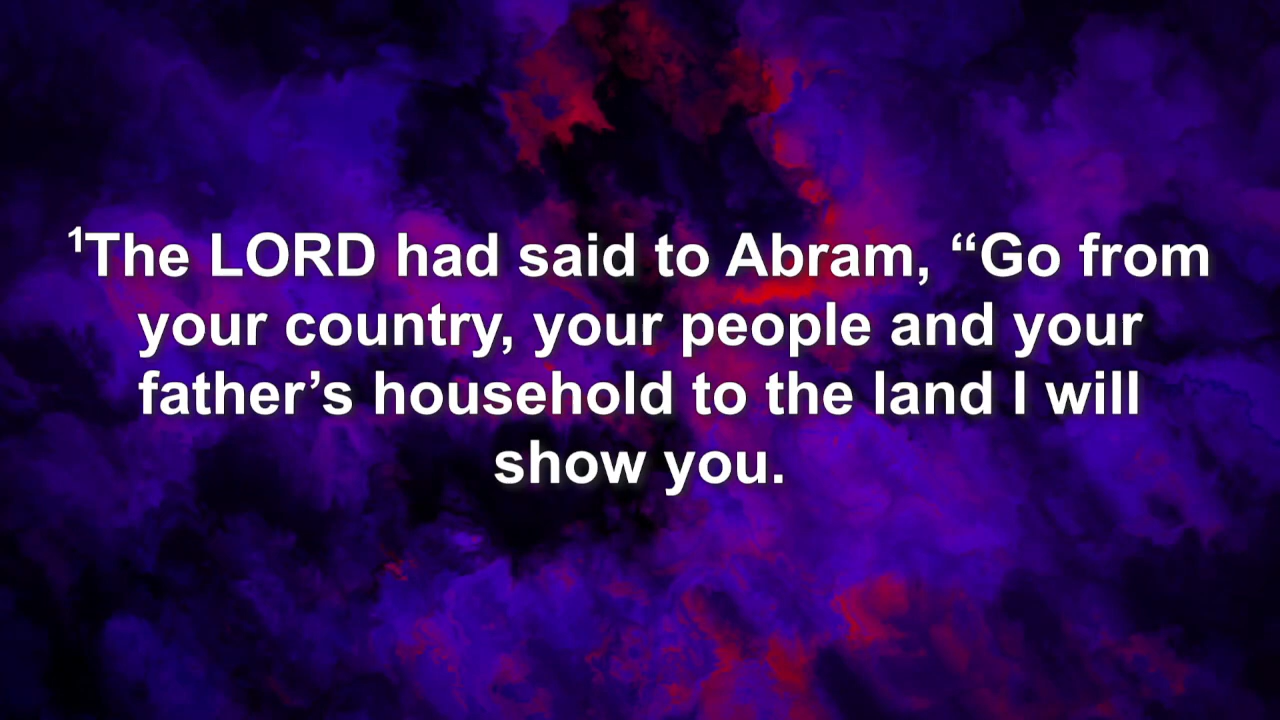 ¹The LORD had said to Abram, “Go from
your country, your people and your
father’s household to the land I will
show you.